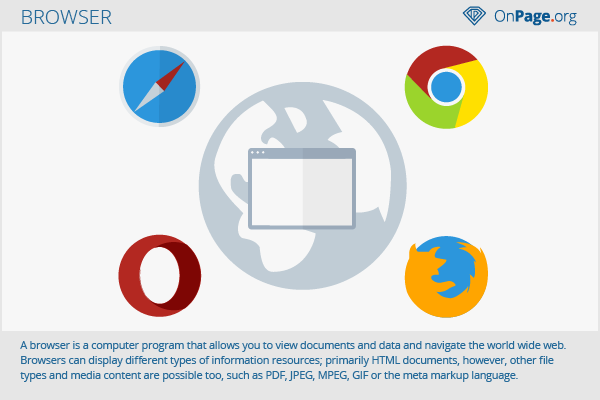 BROWSER
OnPage.org
A browser is a computer program that allows you to view documents and data and navigate the world wide web.
Browsers can display different types of information resources; primarily HTML documents, however, other file
types and media content are possible too, such as PDF, JPEG, MPEG, GIF or the meta markup language.